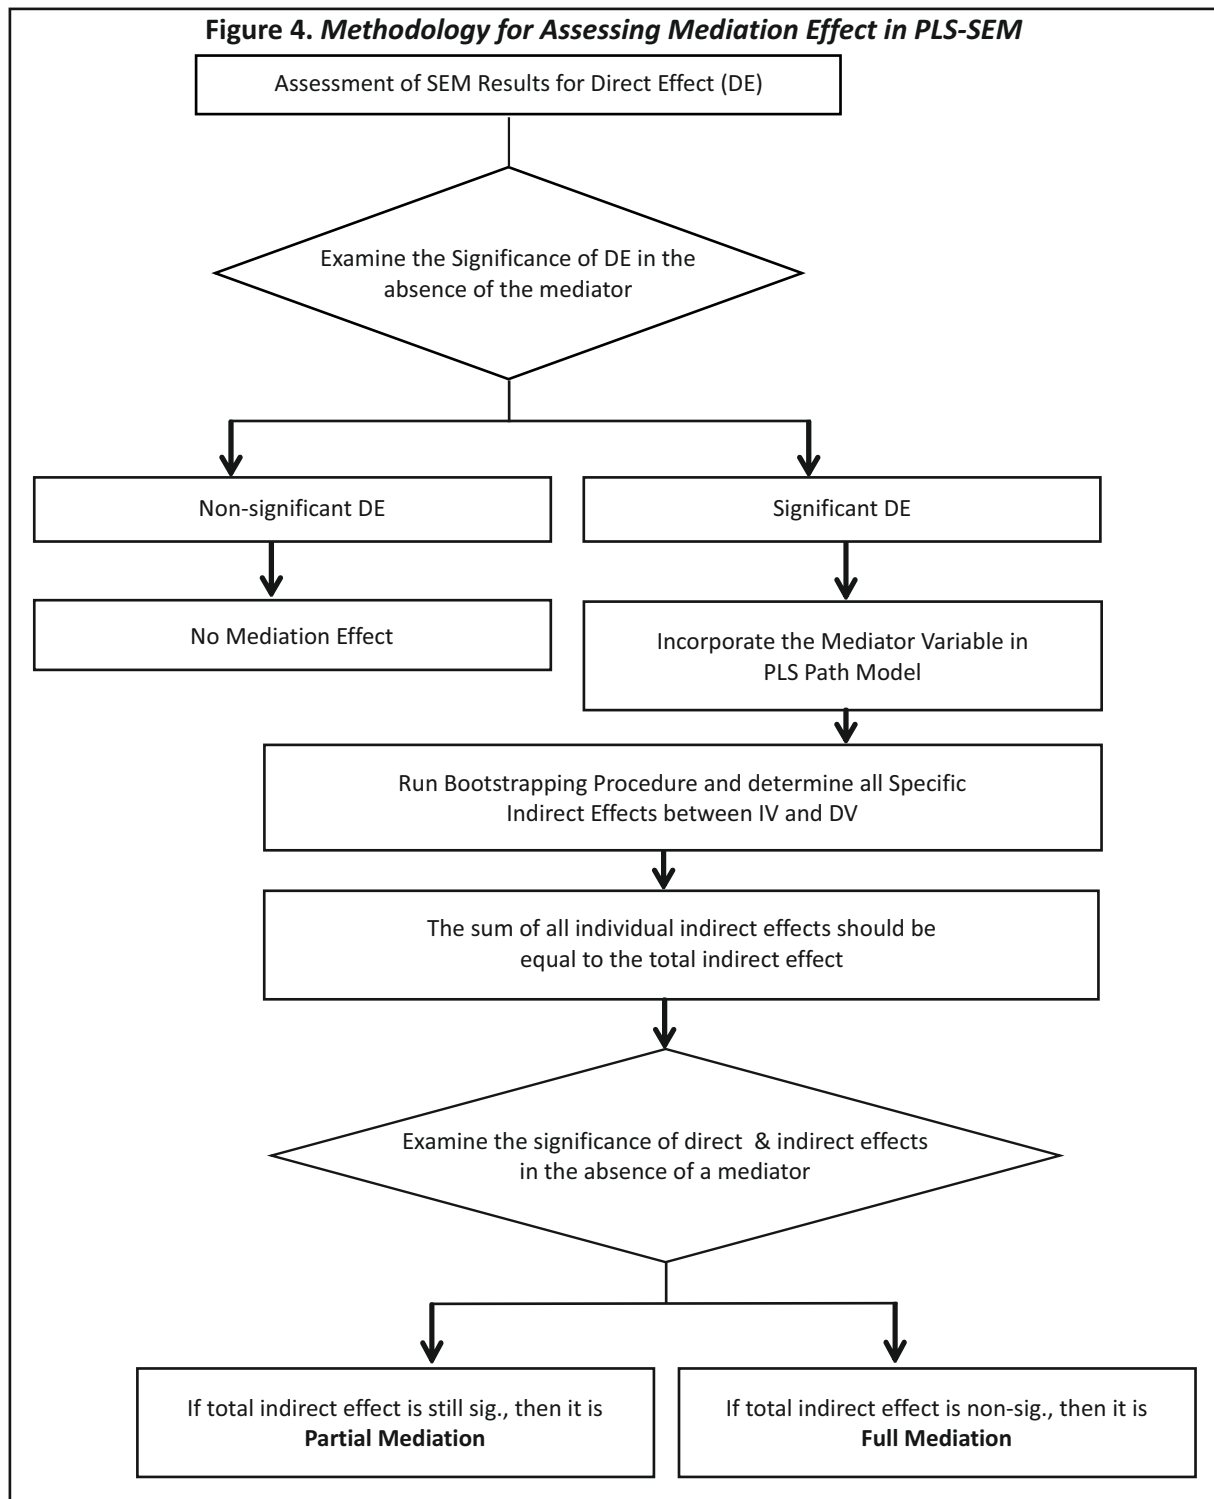 Figure 4. Methodology for Assessing Mediation Effect in PLS-SEM
Assessment of SEM Results for Direct Effect (DE)
Examine the Significance of DE in the
absence of the mediator
Non-significant DE
Significant DE
No Mediation Effect
Incorporate the Mediator Variable in
PLS Path Model
Run Bootstrapping Procedure and determine all Specific
Indirect Effects between IV and DV
The sum of all individual indirect effects should be
equal to the total indirect effect
Examine the significance of direct & indirect effects
in the absence of a mediator
If total indirect effect is still sig., then it is
Partial Mediation
If total indirect effect is non-sig., then it is
Full Mediation